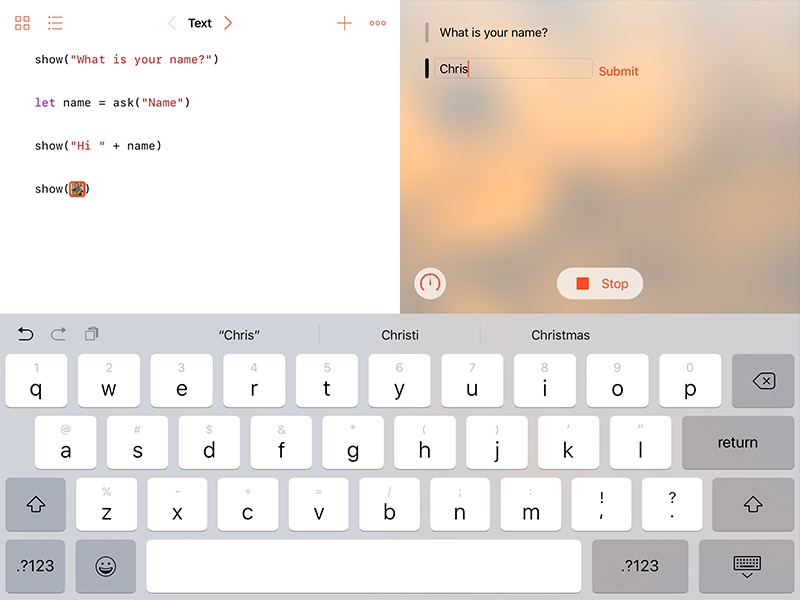 Text
show("What is your name?")
let name = ask("Name")
show("Hi " + name)
show()
What is your name?
Chris
Submit
Stop
“Chris”
Christi
Christmas
1 2 3 4 5 6 7 8 9 0
q w e r t y u i o p
@ # $ & * ( ) ' "
a s d f g h j k l
return
% - + = / ; : ! ?
z x c v b n m , .
.?123
.?123